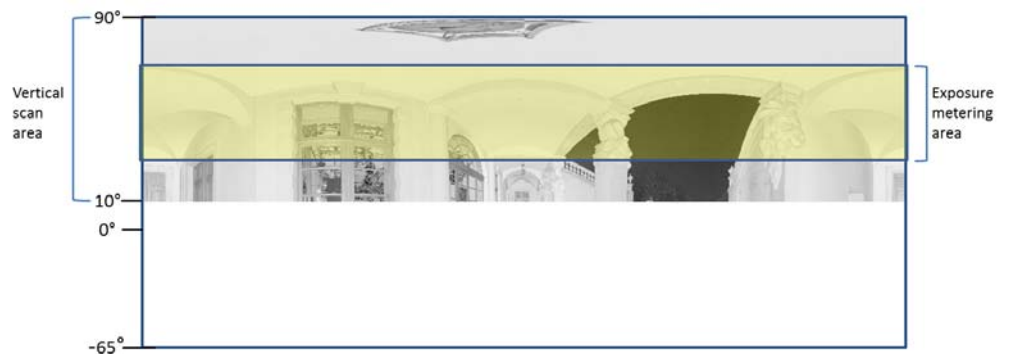 90°
Vertical
scan
area
Exposure
metering
area
10°
0°
-65°